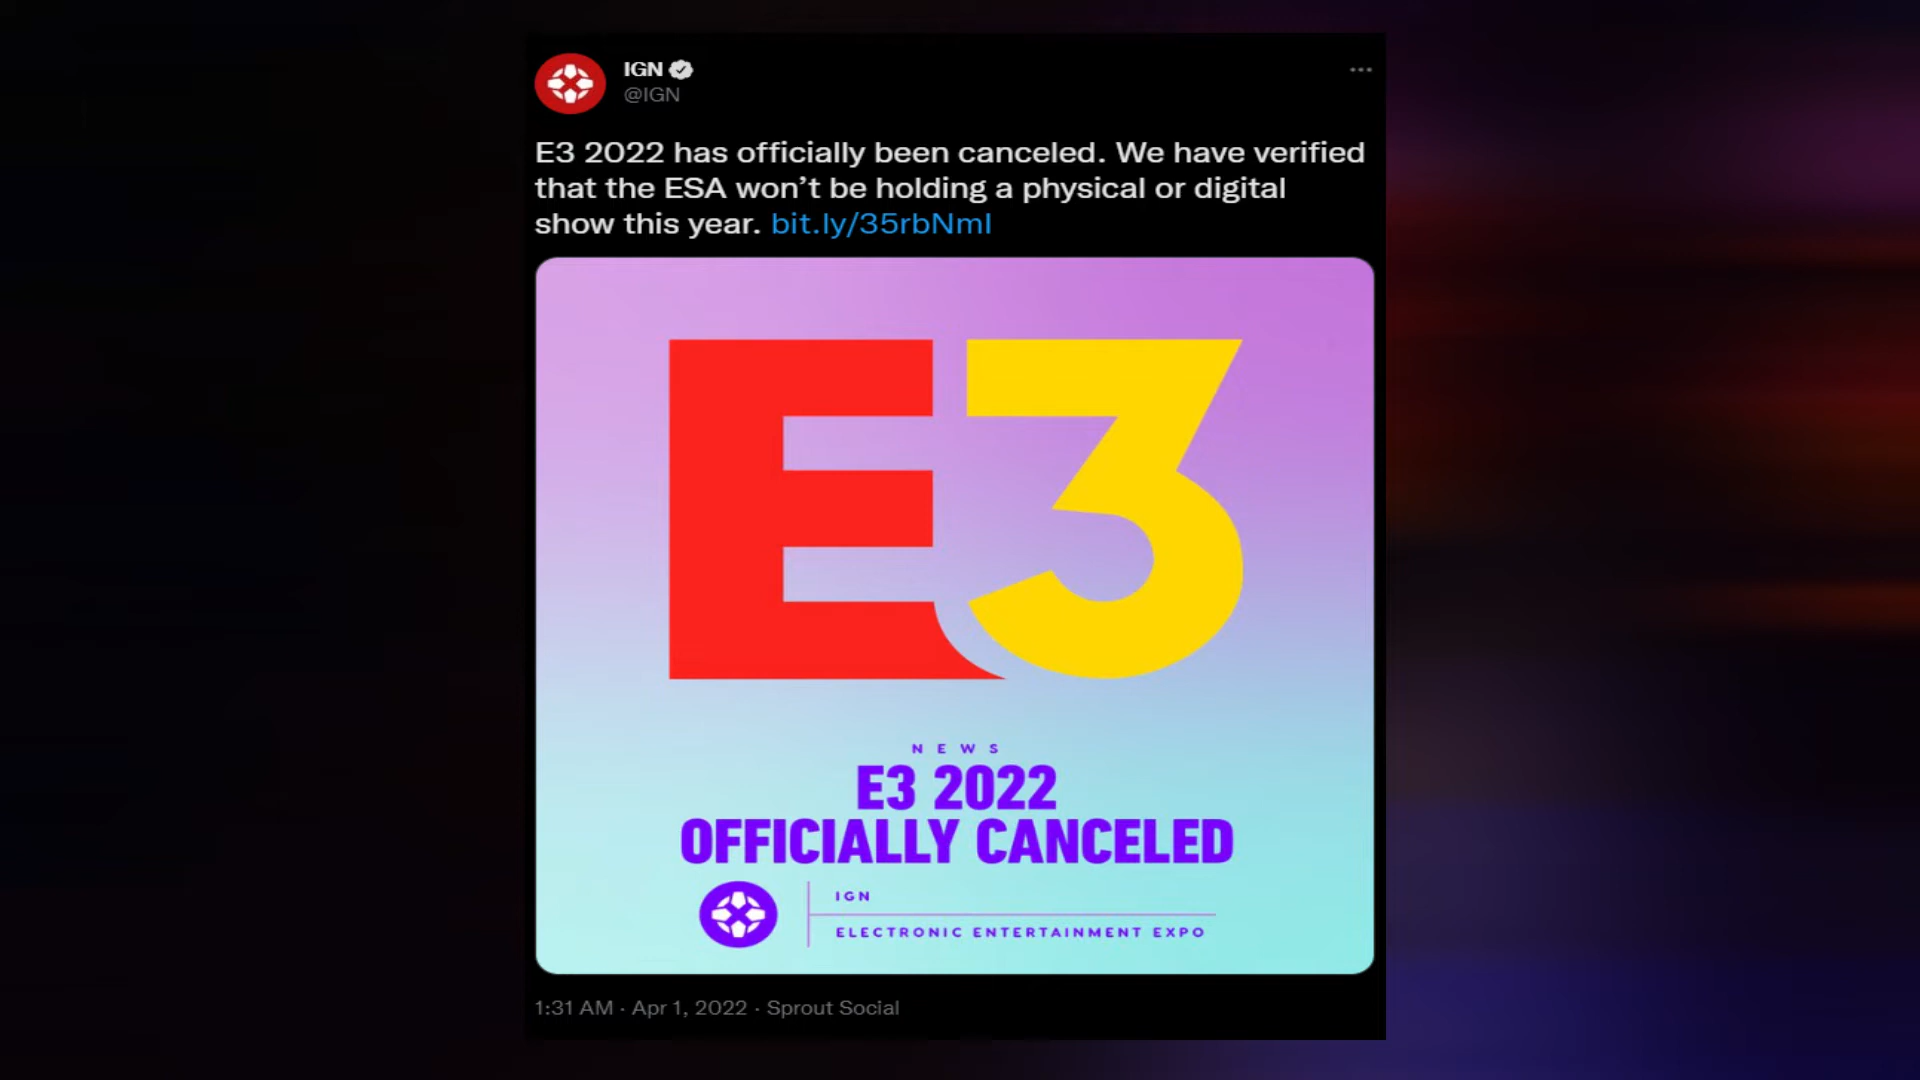 IGN
@IGN
E3 2022 has officially been canceled. We have verified
that the ESA won’t be holding a physical or digital
show this year. bit.ly/35rbNmI
E3
NEWS
E3 2022
OFFICIALLY CANCELED
IGN
ELECTRONIC ENTERTAINMENT EXPO
1:31 AM · Apr 1, 2022 · Sprout Social